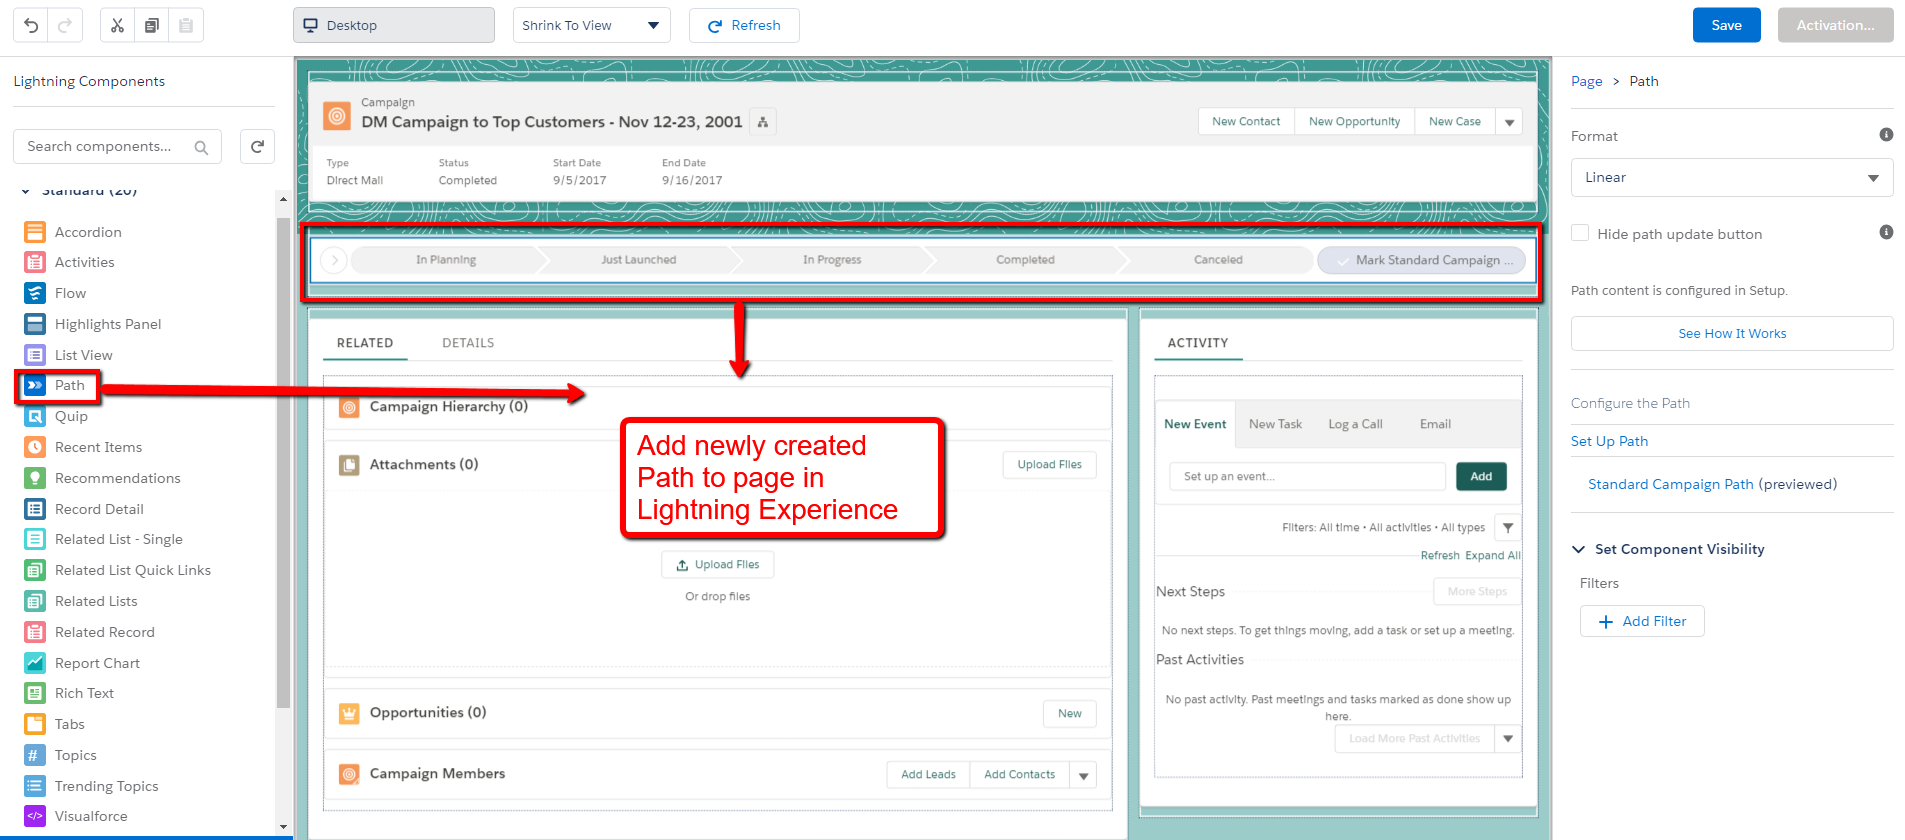 Desktop
Shrink To View
Refresh
Save
Activation...
Lightning Components
Search components...
Standard (20)
Accordion
Activities
Flow
Highlights Panel
List View
Path
Quip
Recent Items
Recommendations
Record Detail
Related List - Single
Related List Quick Links
Related Lists
Related Record
Report Chart
Rich Text
Tabs
Topics
Trending Topics
Visualforce
Campaign
DM Campaign to Top Customers - Nov 12-23, 2001
New Contact
New Opportunity
New Case
Type
Status
Start Date
End Date
Direct Mail
Completed
9/5/2017
9/16/2017
In Planning
Just Launched
In Progress
Completed
Canceled
Mark Standard Campaign ...
RELATED
DETAILS
Campaign Hierarchy (0)
Attachments (0)
Upload Files
Add newly created
Path to page in
Lightning Experience
Upload Files
Or drop files
Opportunities (0)
New
Campaign Members
Add Leads
Add Contacts
ACTIVITY
New Event
New Task
Log a Call
Email
Set up an event...
Add
Filters: All time • All activities • All types
Refresh
Expand All
Next Steps
More Steps
No next steps. To get things moving, add a task or set up a meeting.
Past Activities
No past activity. Past meetings and tasks marked as done show up
here.
Load More Past Activities
Page > Path
Format
Linear
Hide path update button
Path content is configured in Setup.
See How It Works
Configure the Path
Set Up Path
Standard Campaign Path (previewed)
Set Component Visibility
Filters
Add Filter